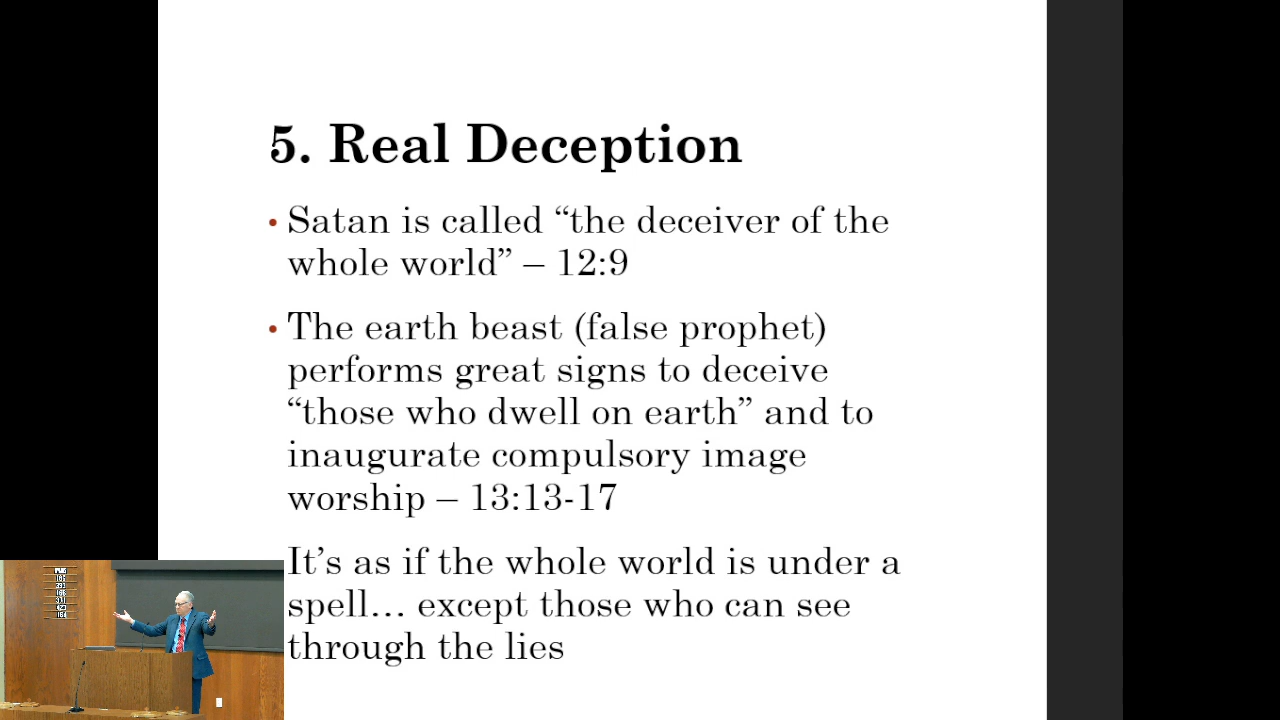 5. Real Deception
• Satan is called “the deceiver of the
whole world” – 12:9
• The earth beast (false prophet)
performs great signs to deceive
“those who dwell on earth” and to
inaugurate compulsory image
worship – 13:13-17
It’s as if the whole world is under a
spell… except those who can see
through the lies